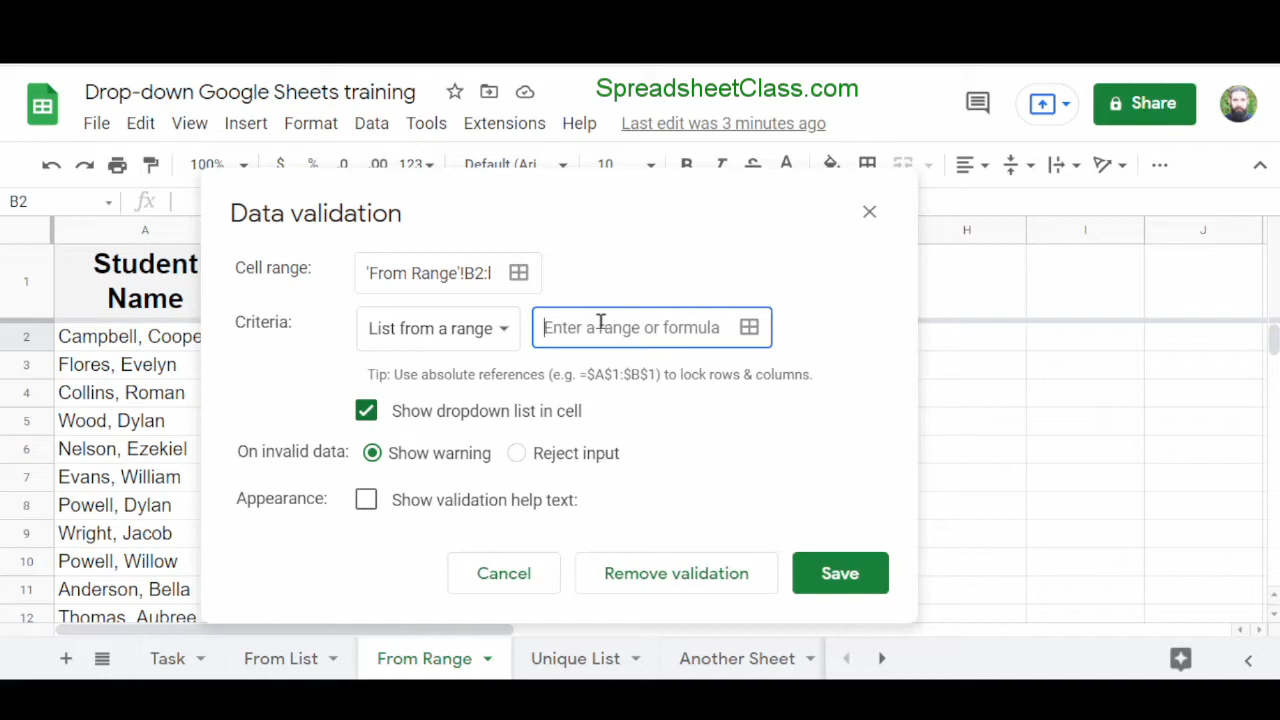 SpreadsheetClass.com
Drop-down Google Sheets training
File Edit View Insert Format Data Tools Extensions Help Last edit was 3 minutes ago
Share
100% $ % .0 .00 123 Default (Ari 10 B I S A
B2 fx
A H I J
Data validation
Cell range: 'From Range'!B2:
Criteria: List from a range Enter a range or formula
Tip: Use absolute references (e.g. =$A$1:$B$1) to lock rows & columns.
Show dropdown list in cell
On invalid data: Show warning Reject input
Appearance: Show validation help text:
Cancel Remove validation Save
1 Student
Name
2 Campbell, Coope
3 Flores, Evelyn
4 Collins, Roman
5 Wood, Dylan
6 Nelson, Ezekiel
7 Evans, William
8 Powell, Dylan
9 Wright, Jacob
10 Powell, Willow
11 Anderson, Bella
12 Thomas, Aubree
+ Task From List From Range Unique List Another Sheet